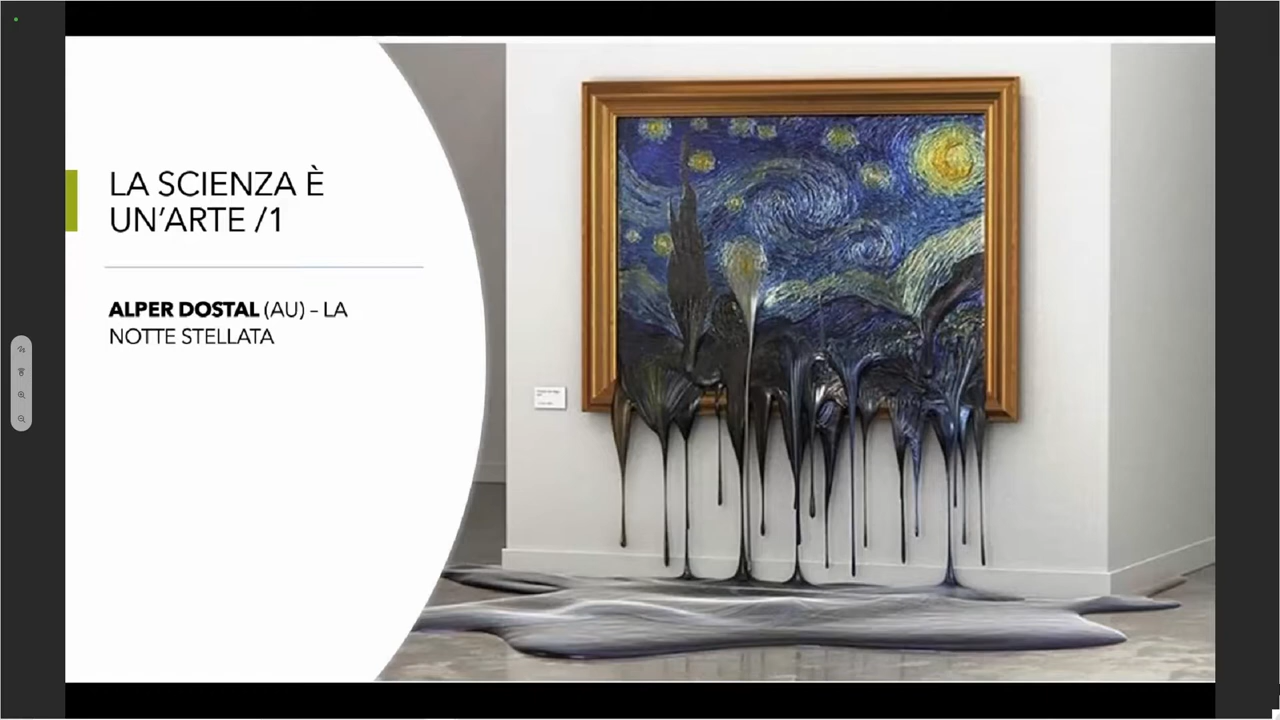 LA SCIENZA È
UN’ARTE /1
ALPER DOSTAL (AU) – LA
NOTTE STELLATA